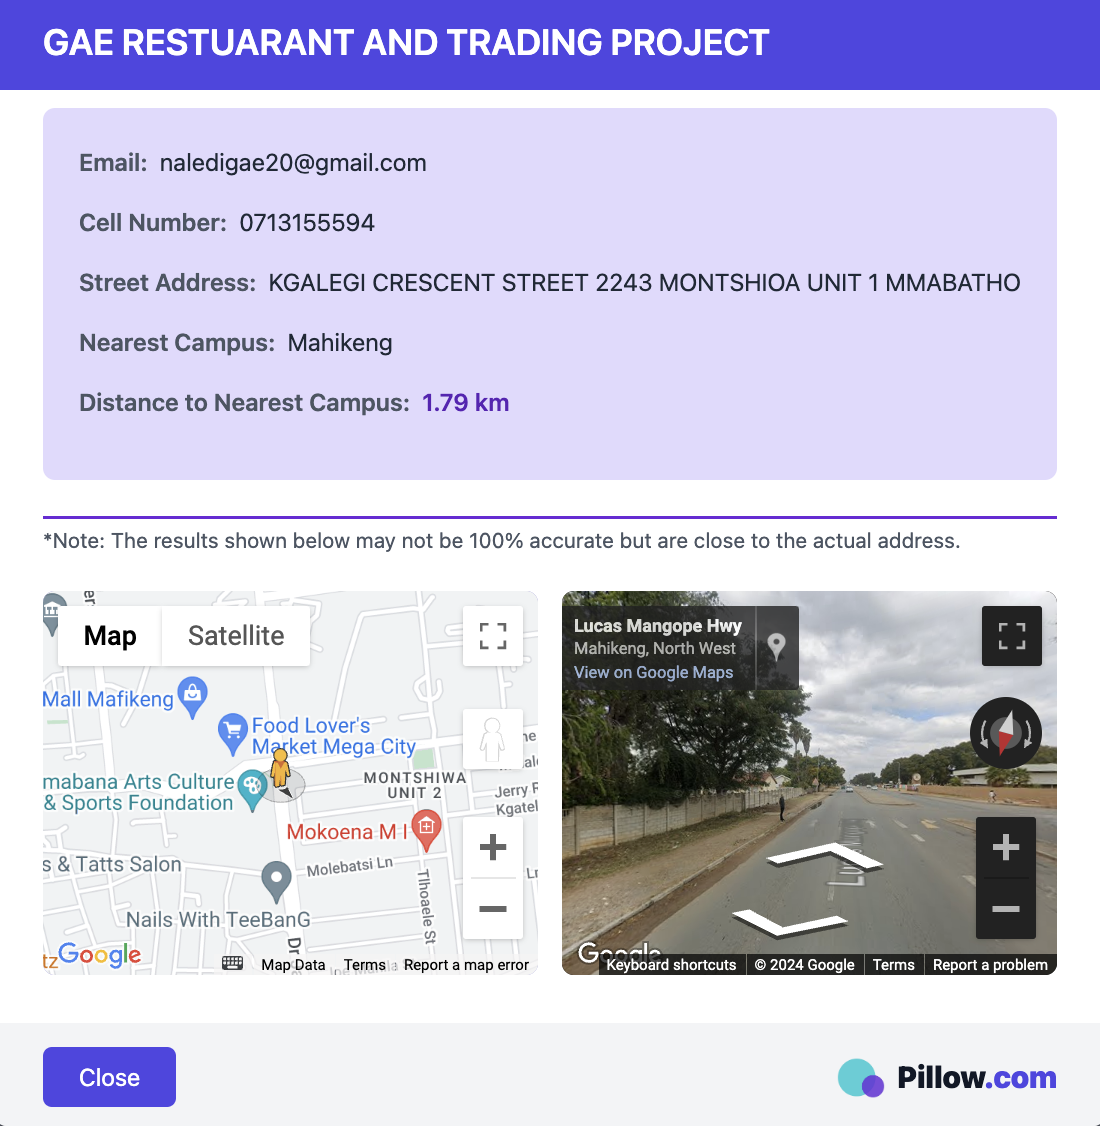 GAE RESTUARANT AND TRADING PROJECT
Email: naledigae20@gmail.com
Cell Number: 0713155594
Street Address: KGALEGI CRESCENT STREET 2243 MONTSHIOA UNIT 1 MMABATHO
Nearest Campus: Mahikeng
Distance to Nearest Campus: 1.79 km
*Note: The results shown below may not be 100% accurate but are close to the actual address.
Map
Satellite
Mall Mafikeng
Food Lover's
Market Mega City
mabana Arts Culture
& Sports Foundation
MONTSHIWA
UNIT 2
Jerry
Kgatel
Mokoena M I
s & Tatts Salon
Molebatsi Ln
Tlhoaele St
Nails With TeeBanG
Dr
tz
Google
Map Data
Terms
Report a map error
Lucas Mangope Hwy
Mahikeng, North West
View on Google Maps
Google
Keyboard shortcuts
© 2024 Google
Terms
Report a problem
Close
Pillow.com